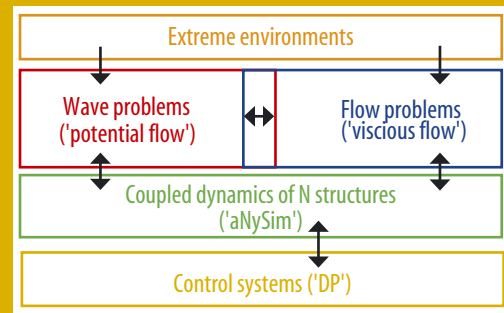 Extreme environments
Wave problems
('potential flow')
Flow problems
('viscious flow')
Coupled dynamics of N structures
('aNySim')
Control systems ('DP')